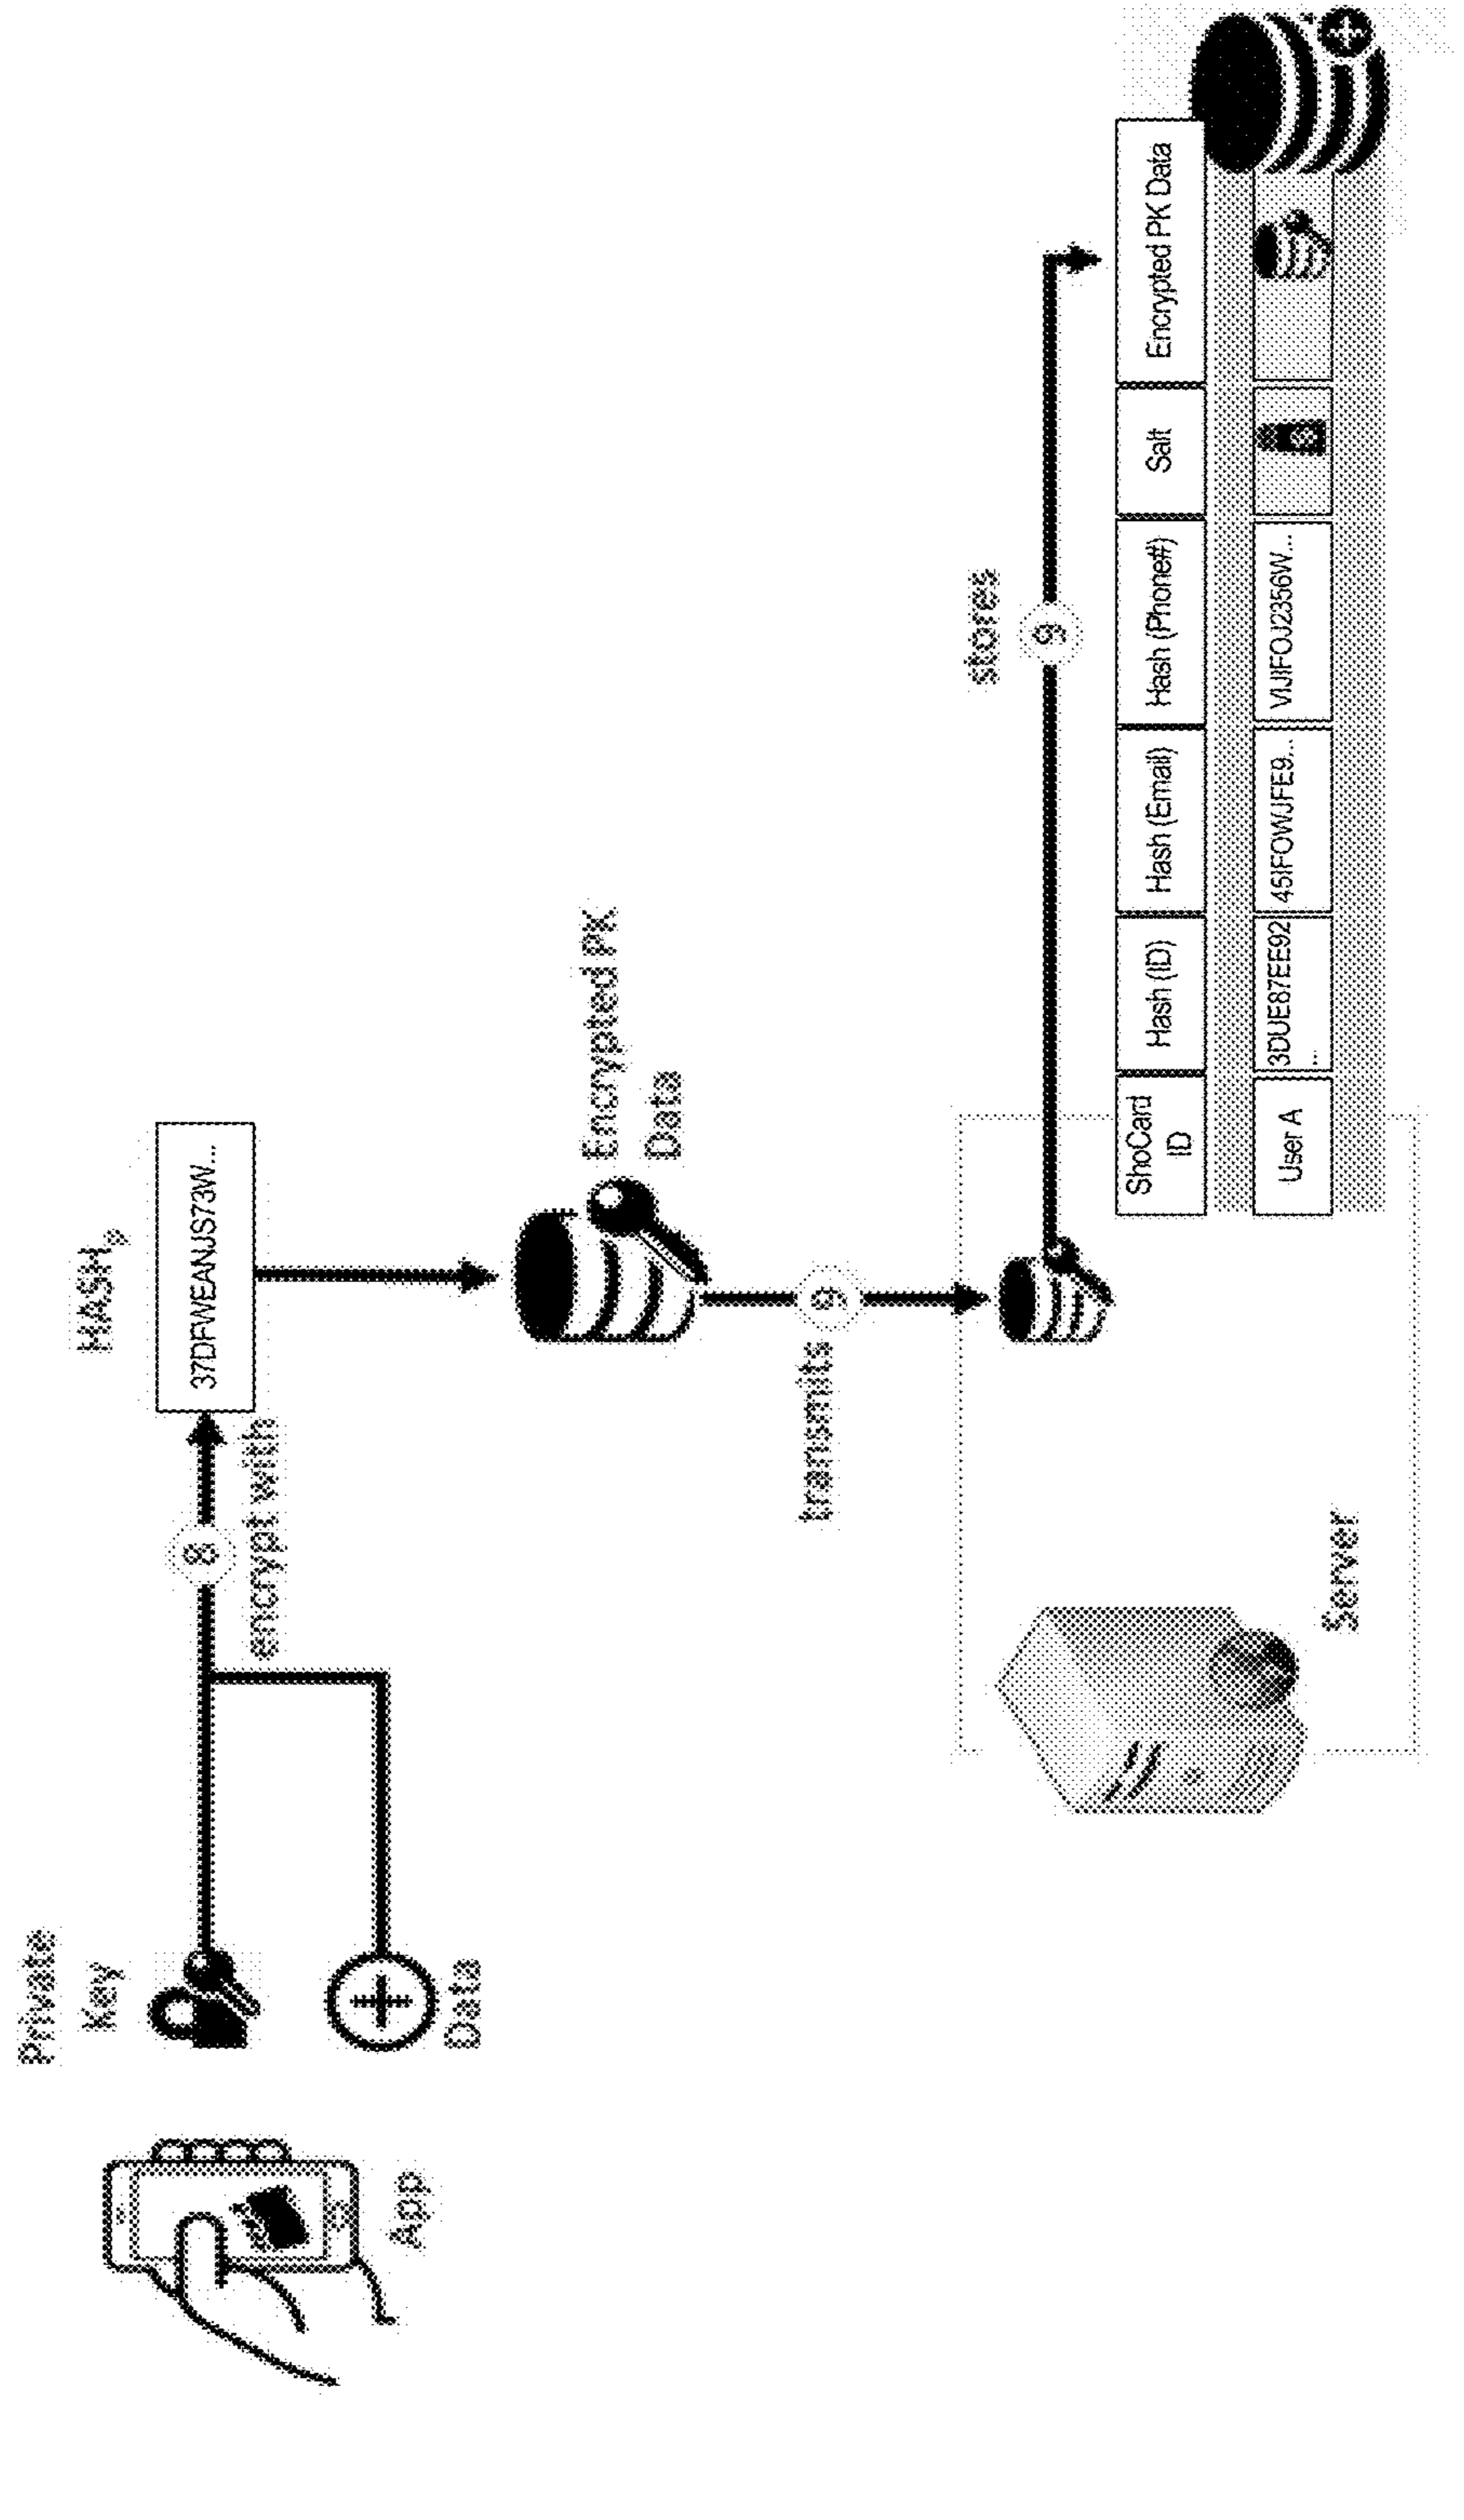 Private
Key
HASHp
37DFWEANJS73W...
8
encrypt with
App
Data
Encrypted PK
Data
transmits
9
stores
9
Server
ShoCard
ID
Hash (ID)
Hash (Email)
Hash (Phone#)
Salt
Encrypted PK Data
User A
3DUE87EE92
...
45IFOWJFE9...
VIJIFOJ2356W...